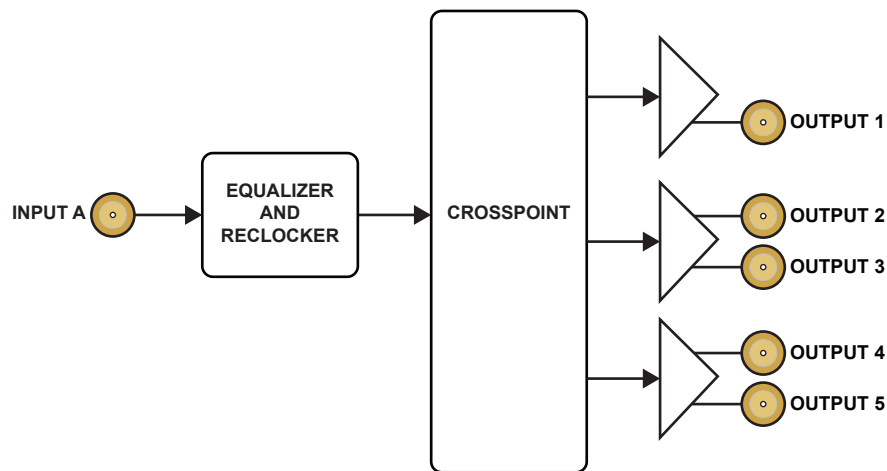 INPUT A
EQUALIZER
AND
RECLOCKER
CROSSPOINT
OUTPUT 1
OUTPUT 2
OUTPUT 3
OUTPUT 4
OUTPUT 5